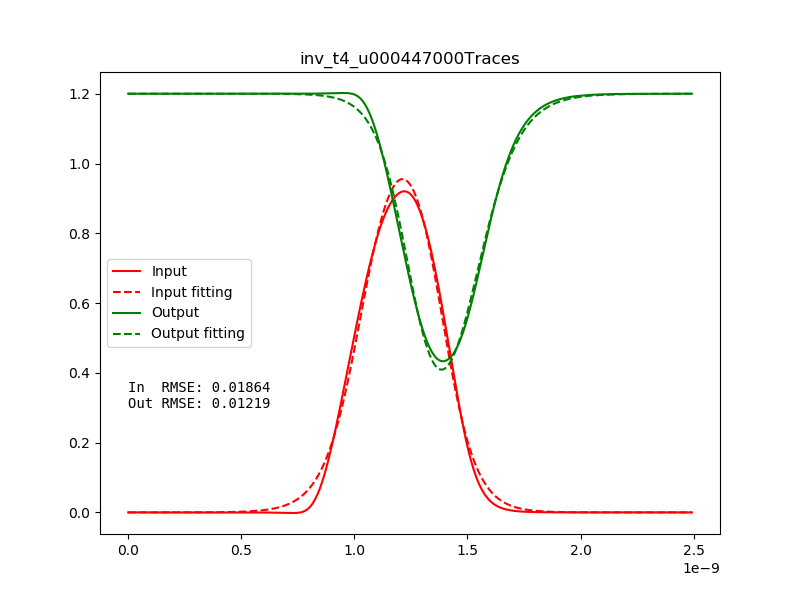 inv_t4_u000447000Traces
1.2
1.0
0.8
0.6
0.4
0.2
0.0
Input
Input fitting
Output
Output fitting
In  RMSE: 0.01864
Out RMSE: 0.01219
0.0
0.5
1.0
1.5
2.0
2.5
1e−9